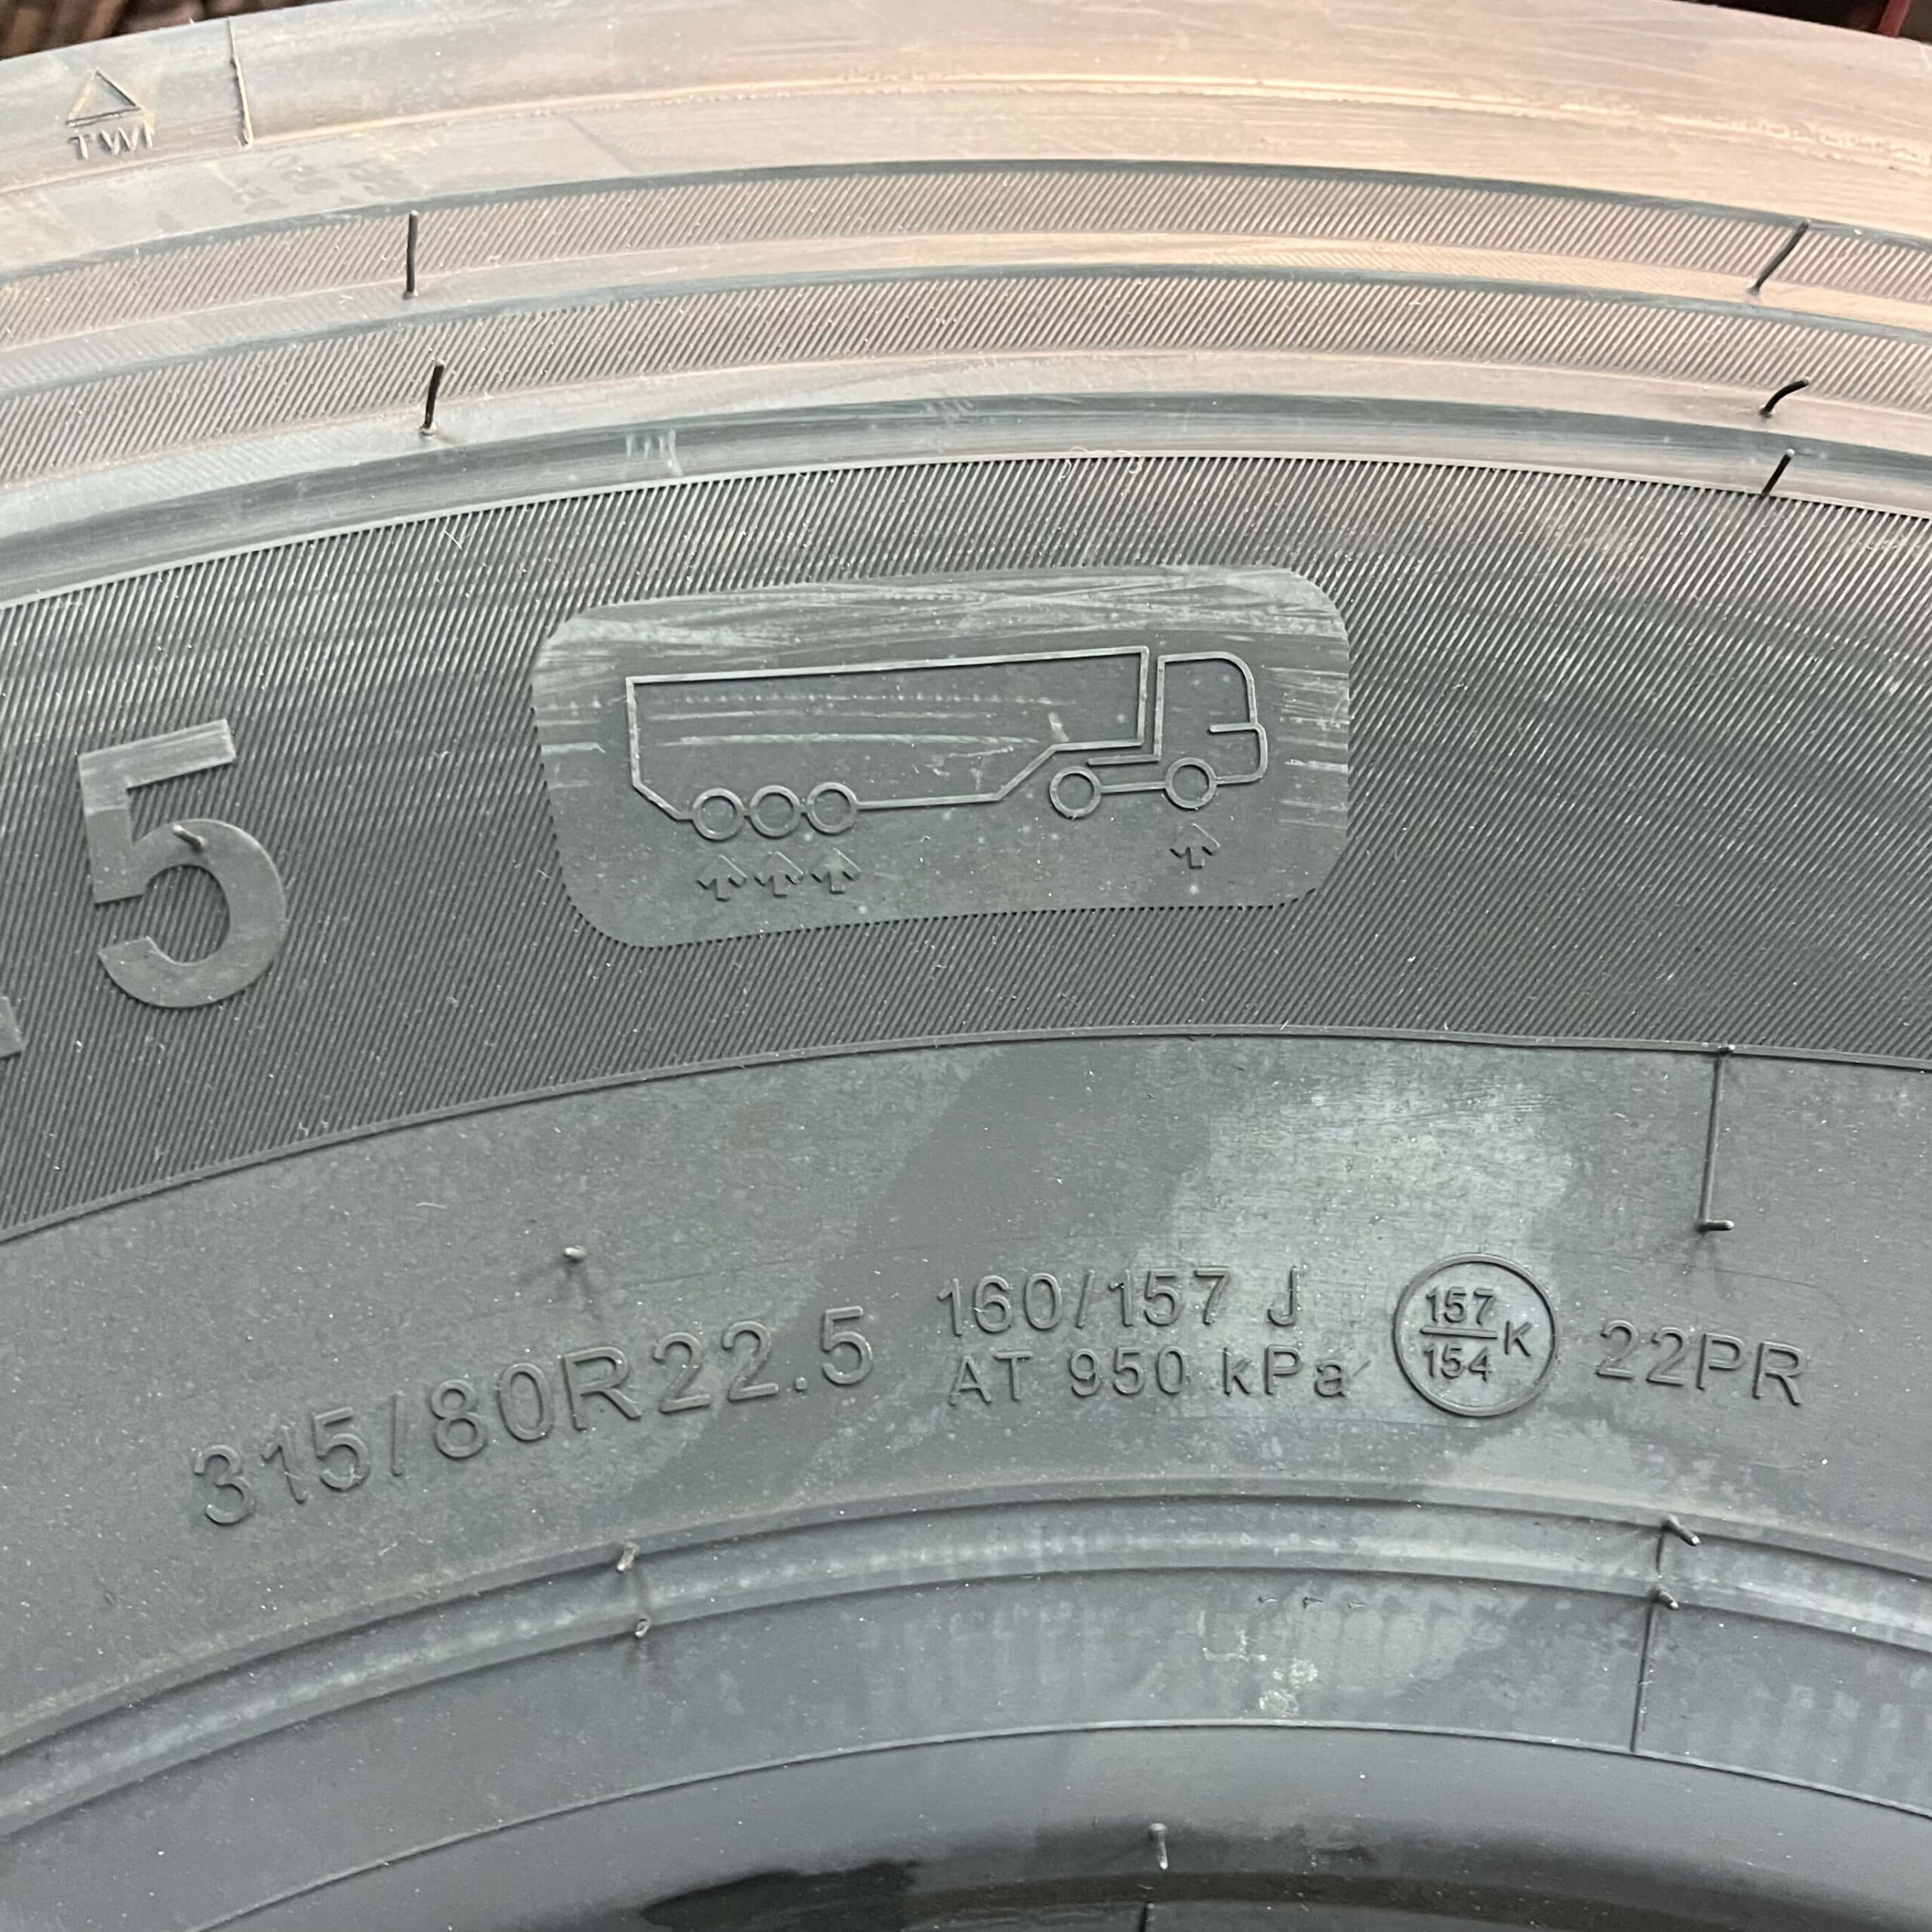 TWI
5
315/80R22.5
160/157 J
AT 950 kPa
157
154
K
22PR